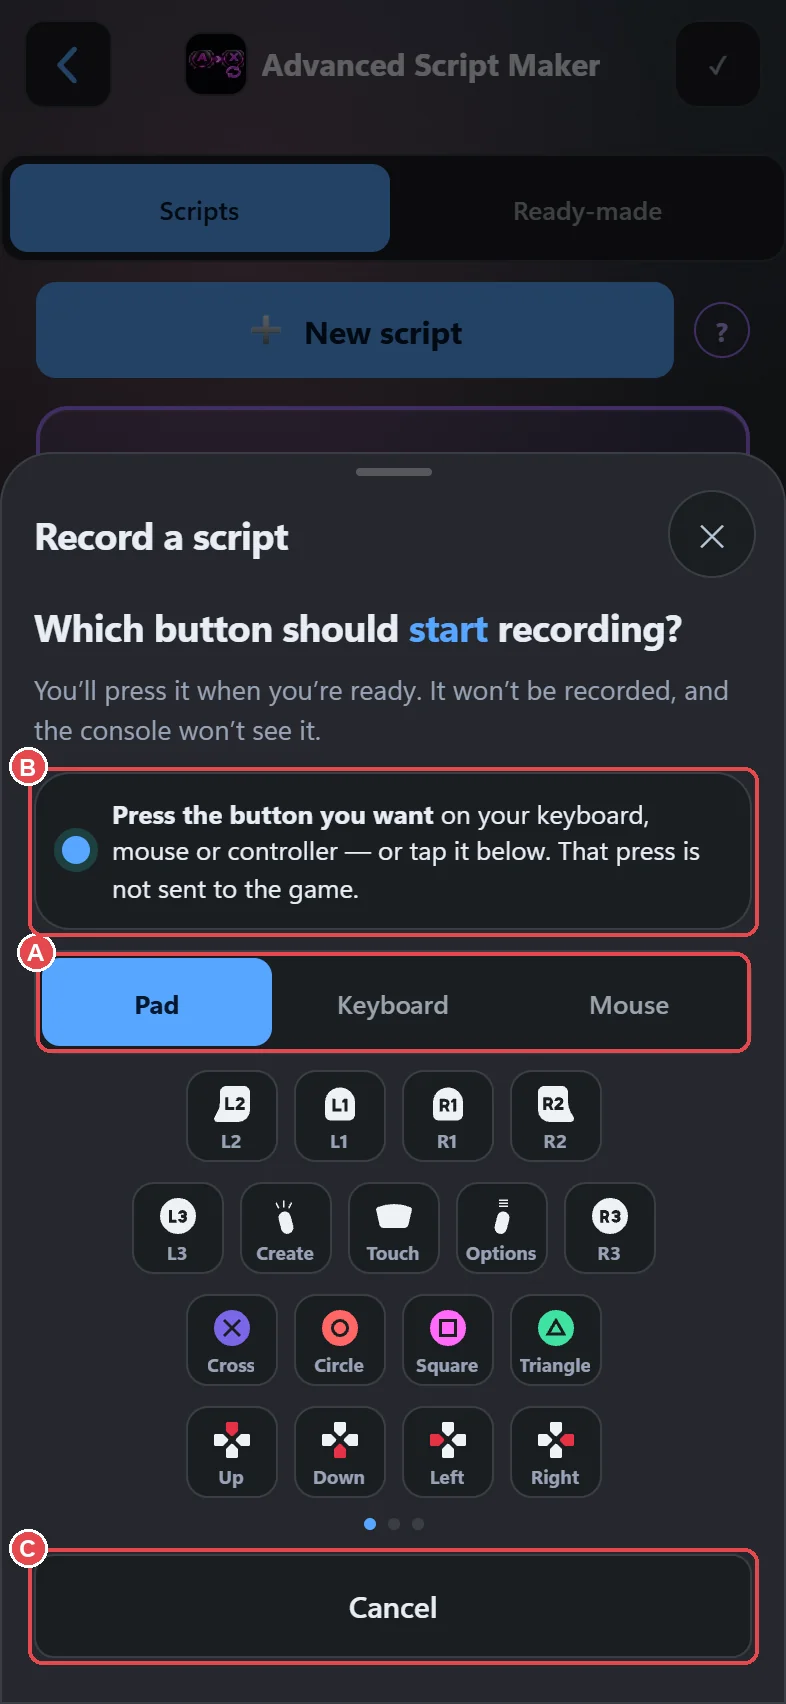 Advanced Script Maker
✓
Scripts
Ready-made
New script
?
Record a script
Which button should start recording?
You’ll press it when you’re ready. It won’t be recorded, and
the console won’t see it.
B
Press the button you want on your keyboard,
mouse or controller — or tap it below. That press is
not sent to the game.
A
Pad
Keyboard
Mouse
L2
L1
R1
R2
L2
L1
R1
R2
L3
R3
L3
Create
Touch
Options
R3
Cross
Circle
Square
Triangle
Up
Down
Left
Right
C
Cancel